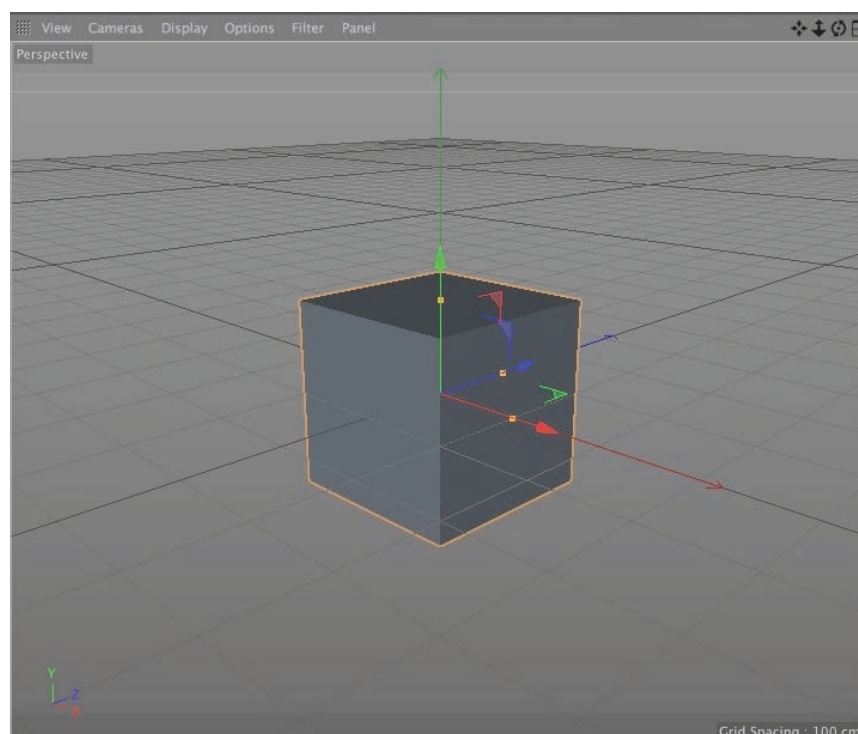 View Cameras Display Options Filter Panel
Perspective
Y
Z
X
Grid Spacing : 100 cm